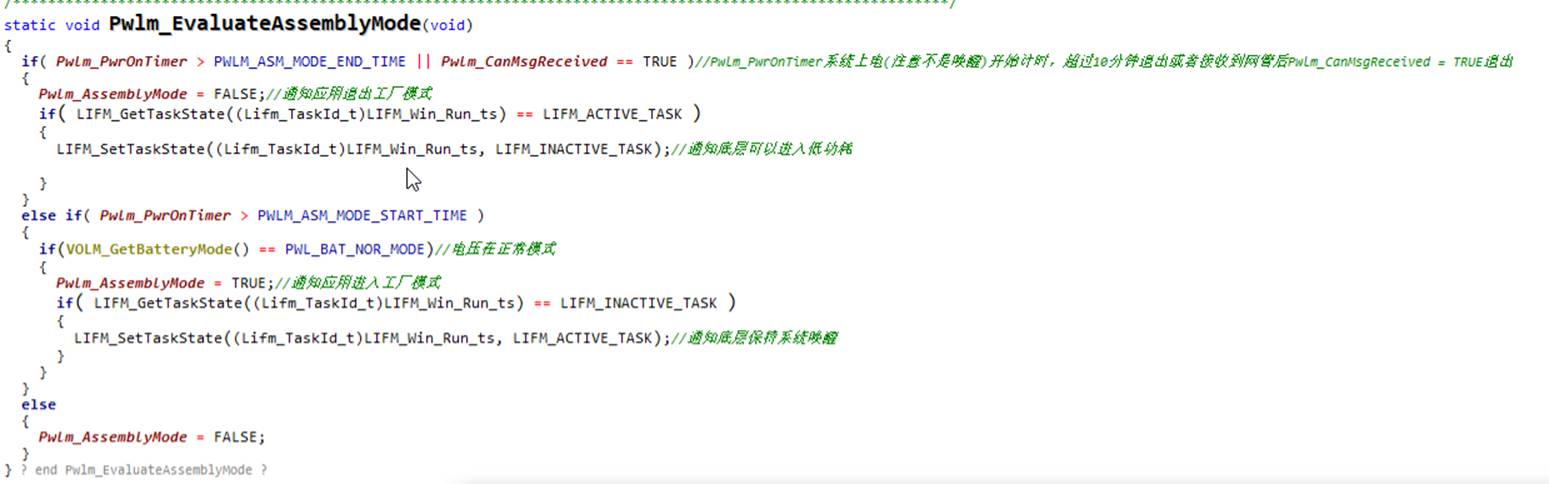 /******************************************************************************************************************/
static void Pwlm_EvaluateAssemblyMode(void)
{
if( Pwlm_PwrOnTimer > PWLM_ASM_MODE_END_TIME || Pwlm_CanMsgReceived == TRUE )//Pwlm_PwrOnTimer系统上电(注意不是唤醒)开始计时，超过10分钟退出或者接收到网管后Pwlm_CanMsgReceived = TRUE退出
{
Pwlm_AssemblyMode = FALSE;//通知应用退出工厂模式
if( LIFM_GetTaskState((Lifm_TaskId_t)LIFM_Win_Run_ts) == LIFM_ACTIVE_TASK )
{
LIFM_SetTaskState((Lifm_TaskId_t)LIFM_Win_Run_ts, LIFM_INACTIVE_TASK);//通知底层可以进入低功耗
}
}
else if( Pwlm_PwrOnTimer > PWLM_ASM_MODE_START_TIME )
{
if(VOLM_GetBatteryMode() == PWL_BAT_NOR_MODE)//电压在正常模式
{
Pwlm_AssemblyMode = TRUE;//通知应用进入工厂模式
if( LIFM_GetTaskState((Lifm_TaskId_t)LIFM_Win_Run_ts) == LIFM_INACTIVE_TASK )
{
LIFM_SetTaskState((Lifm_TaskId_t)LIFM_Win_Run_ts, LIFM_ACTIVE_TASK);//通知底层保持系统唤醒
}
}
}
else
{
Pwlm_AssemblyMode = FALSE;
}
} ? end Pwlm_EvaluateAssemblyMode ?